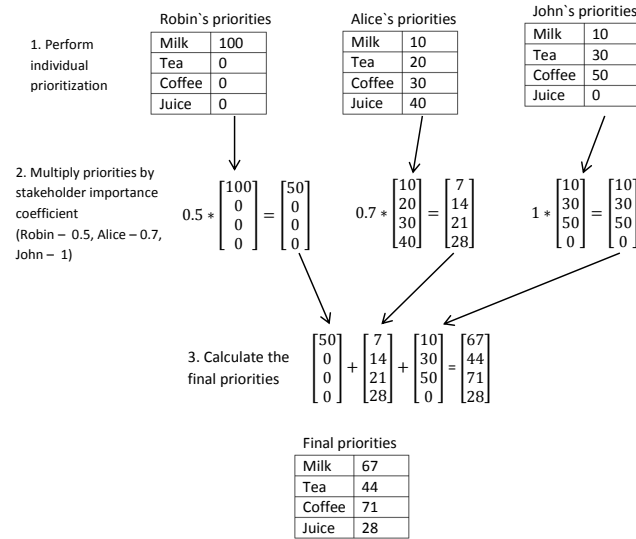 Robin`s priorities
Milk 100
Tea 0
Coffee 0
Juice 0
Alice`s priorities
Milk 10
Tea 20
Coffee 30
Juice 40
John`s priorities
Milk 10
Tea 30
Coffee 50
Juice 0
1. Perform
individual
prioritization
2. Multiply priorities by
stakeholder importance
coefficient
(Robin – 0.5, Alice – 0.7,
John – 1)
0.5 ∗ [100 0 0 0] = [50 0 0 0]
0.7 ∗ [10 20 30 40] = [7 14 21 28]
1 ∗ [10 30 50 0] = [10 30 50 0]
3. Calculate the
final priorities
[50 0 0 0] + [7 14 21 28] + [10 30 50 0] = [67 44 71 28]
Final priorities
Milk 67
Tea 44
Coffee 71
Juice 28